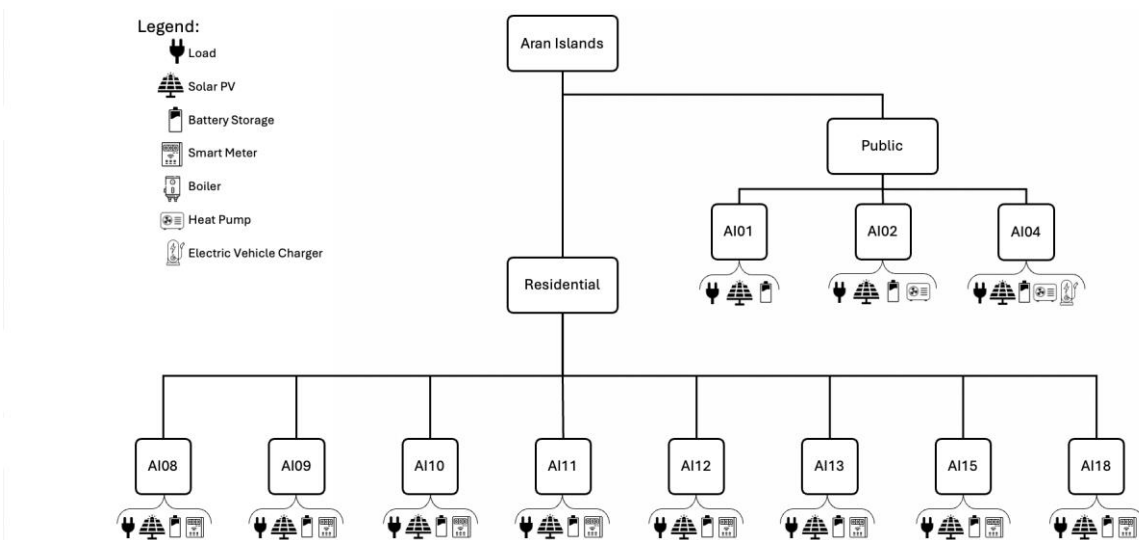 Legend:
Load
Solar PV
Battery Storage
Smart Meter
Boiler
Heat Pump
Electric Vehicle Charger
Aran Islands
Public
AI01
AI02
AI04
Residential
AI08
AI09
AI10
AI11
AI12
AI13
AI15
AI18